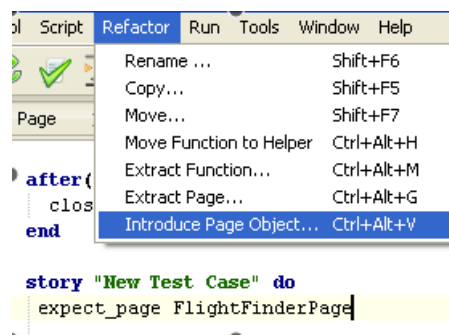 ol Script Refactor Run Tools Window Help
Rename ... Shift+F6
Copy... Shift+F5
Move... Shift+F7
Page
Move Function to Helper Ctrl+Alt+H
Extract Function... Ctrl+Alt+M
after(
Extract Page... Ctrl+Alt+G
clos
Introduce Page Object... Ctrl+Alt+V
end
story "New Test Case" do
expect_page FlightFinderPage